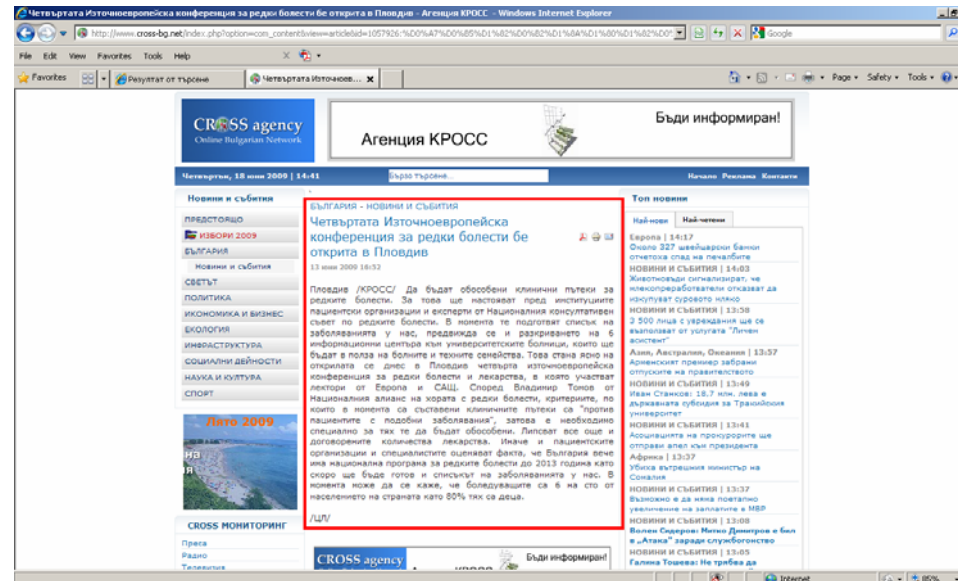 Четвъртата Източноевропейска конференция за редки болести бе открита в Пловдив - Агенция КРОСС - Windows Internet Explorer
File Edit View Favorites Tools Help
Google
Favorites
Резултат от търсене
Четвъртата Източноев...
Page Safety Tools
CROSS agency
Online Bulgarian Network
Агенция КРОСС
Бъди информиран!
Четвъртък, 18 юни 2009 | 14:41
Бързо търсене...
Начало Реклама Контакти
Новини и събития
ПРЕДСТОЯЩО
ИЗБОРИ 2009
БЪЛГАРИЯ
Новини и събития
СВЕТЪТ
ПОЛИТИКА
ИКОНОМИКА И БИЗНЕС
ЕКОЛОГИЯ
ИНФРАСТРУКТУРА
СОЦИАЛНИ ДЕЙНОСТИ
НАУКА И КУЛТУРА
СПОРТ
Лято 2009
на
CROSS МОНИТОРИНГ
Преса
Радио
Телевизия
БЪЛГАРИЯ - НОВИНИ И СЪБИТИЯ
Четвъртата Източноевропейска
конференция за редки болести бе
открита в Пловдив
13 юни 2009 16:32
Пловдив /КРОСС/ Да бъдат обособени клинични пътеки за
редките болести. За това ще настояват пред институциите
пациентски организации и експерти от Националния консултативен
съвет по редките болести. В момента те подготвят списък на
заболяванията у нас, предвижда се и разкриването на 6
информационни центъра към университетските болници, които ще
бъдат в полза на болните и техните семейства. Това стана ясно на
открилата се днес в Пловдив четвърта източноевропейска
конференция за редки болести и лекарства, в която участват
лектори от Европа и САЩ. Според Владимир Томов от
Националния алианс на хората с редки болести, критериите, по
които в момента са съставени клиничните пътеки са "против
пациентите с подобни заболявания", затова е необходимо
специално за тях те да бъдат обособени. Липсват все още и
договорените количества лекарства. Иначе и пациентските
организации и специалистите оценяват факта, че България вече
има национална програма за редките болести до 2013 година като
скоро ще бъде готов и списъкът на заболяванията у нас. В
момента може да се каже, че боледуващите са 6 на сто от
населението на страната като 80% тях са деца.
/ЦЛ/
CROSS agency
Бъди информиран!
Топ новини
Най-нови Най-четени
Европа | 14:17
Около 327 швейцарски банки
отчетоха спад на печалбите
НОВИНИ И СЪБИТИЯ | 14:03
Животновъди сигнализират, че
млекопреработватели отказват да
изкупуват суровото мляко
НОВИНИ И СЪБИТИЯ | 13:58
3 500 лица с увреждания ще се
възползват от услугата "Личен
асистент"
Азия, Австралия, Океания | 13:57
Арменският премиер забрани
отпуските на правителството
НОВИНИ И СЪБИТИЯ | 13:49
Иван Станков: 18.7 млн. лева е
държавната субсидия за Тракийския
университет
НОВИНИ И СЪБИТИЯ | 13:41
Асоциацията на прокурорите ще
отправи апел към президента
Африка | 13:37
Убиха вътрешния министър на
Сомалия
НОВИНИ И СЪБИТИЯ | 13:37
Възможно е да няма поетапно
увеличение на заплатите в МВР
НОВИНИ И СЪБИТИЯ | 13:08
Волен Сидеров: Митко Димитров е бил
в „Атака“ заради службогонство
НОВИНИ И СЪБИТИЯ | 13:05
Галина Тошева: Не трябва да
Internet
85%